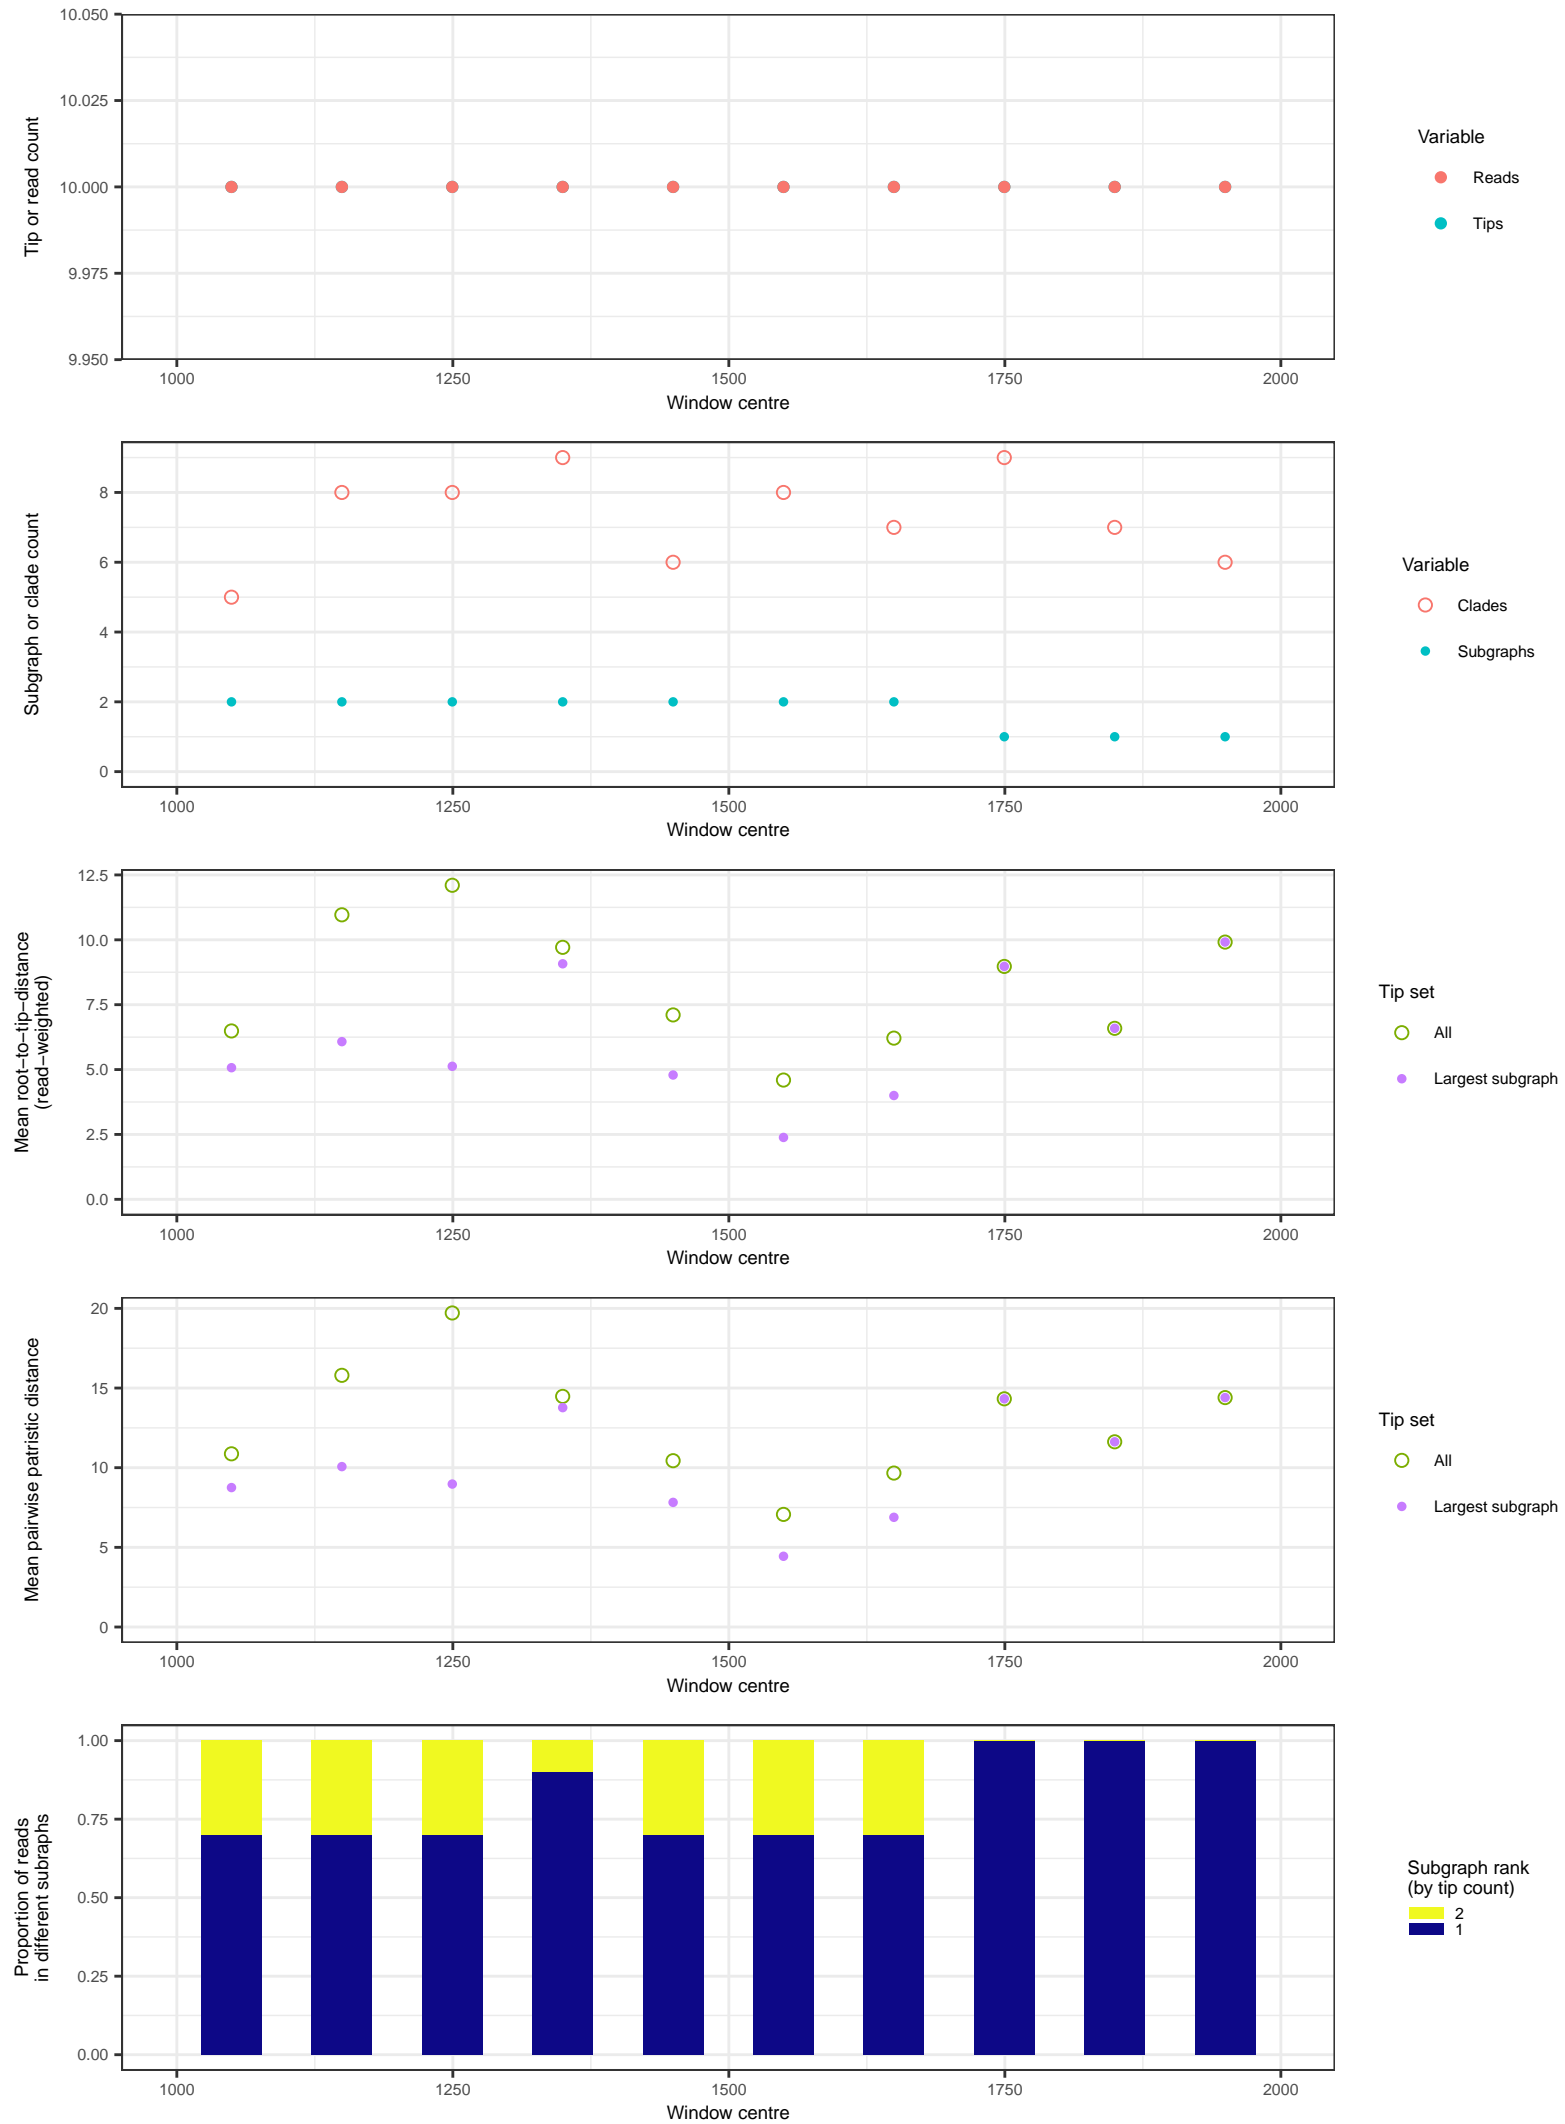 10.050
10.025
10.000
9.975
9.950
Tip or read count
1000 1250 1500 1750 2000
Window centre
Variable
Reads
Tips
8
6
4
2
0
Subgraph or clade count
1000 1250 1500 1750 2000
Window centre
Variable
Clades
Subgraphs
12.5
10.0
7.5
5.0
2.5
0.0
Mean root−to−tip−distance
(read−weighted)
1000 1250 1500 1750 2000
Window centre
Tip set
All
Largest subgraph
20
15
10
5
0
Mean pairwise patristic distance
1000 1250 1500 1750 2000
Window centre
Tip set
All
Largest subgraph
1.00
0.75
0.50
0.25
0.00
Proportion of reads
in different subraphs
1000 1250 1500 1750 2000
Window centre
Subgraph rank
(by tip count)
2
1